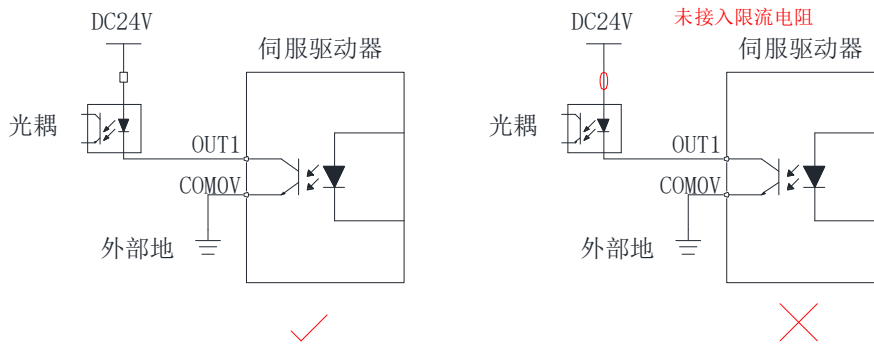 DC24V
伺服驱动器
光耦
OUT1
COMOV
外部地
未接入限流电阻
DC24V
伺服驱动器
光耦
OUT1
COMOV
外部地